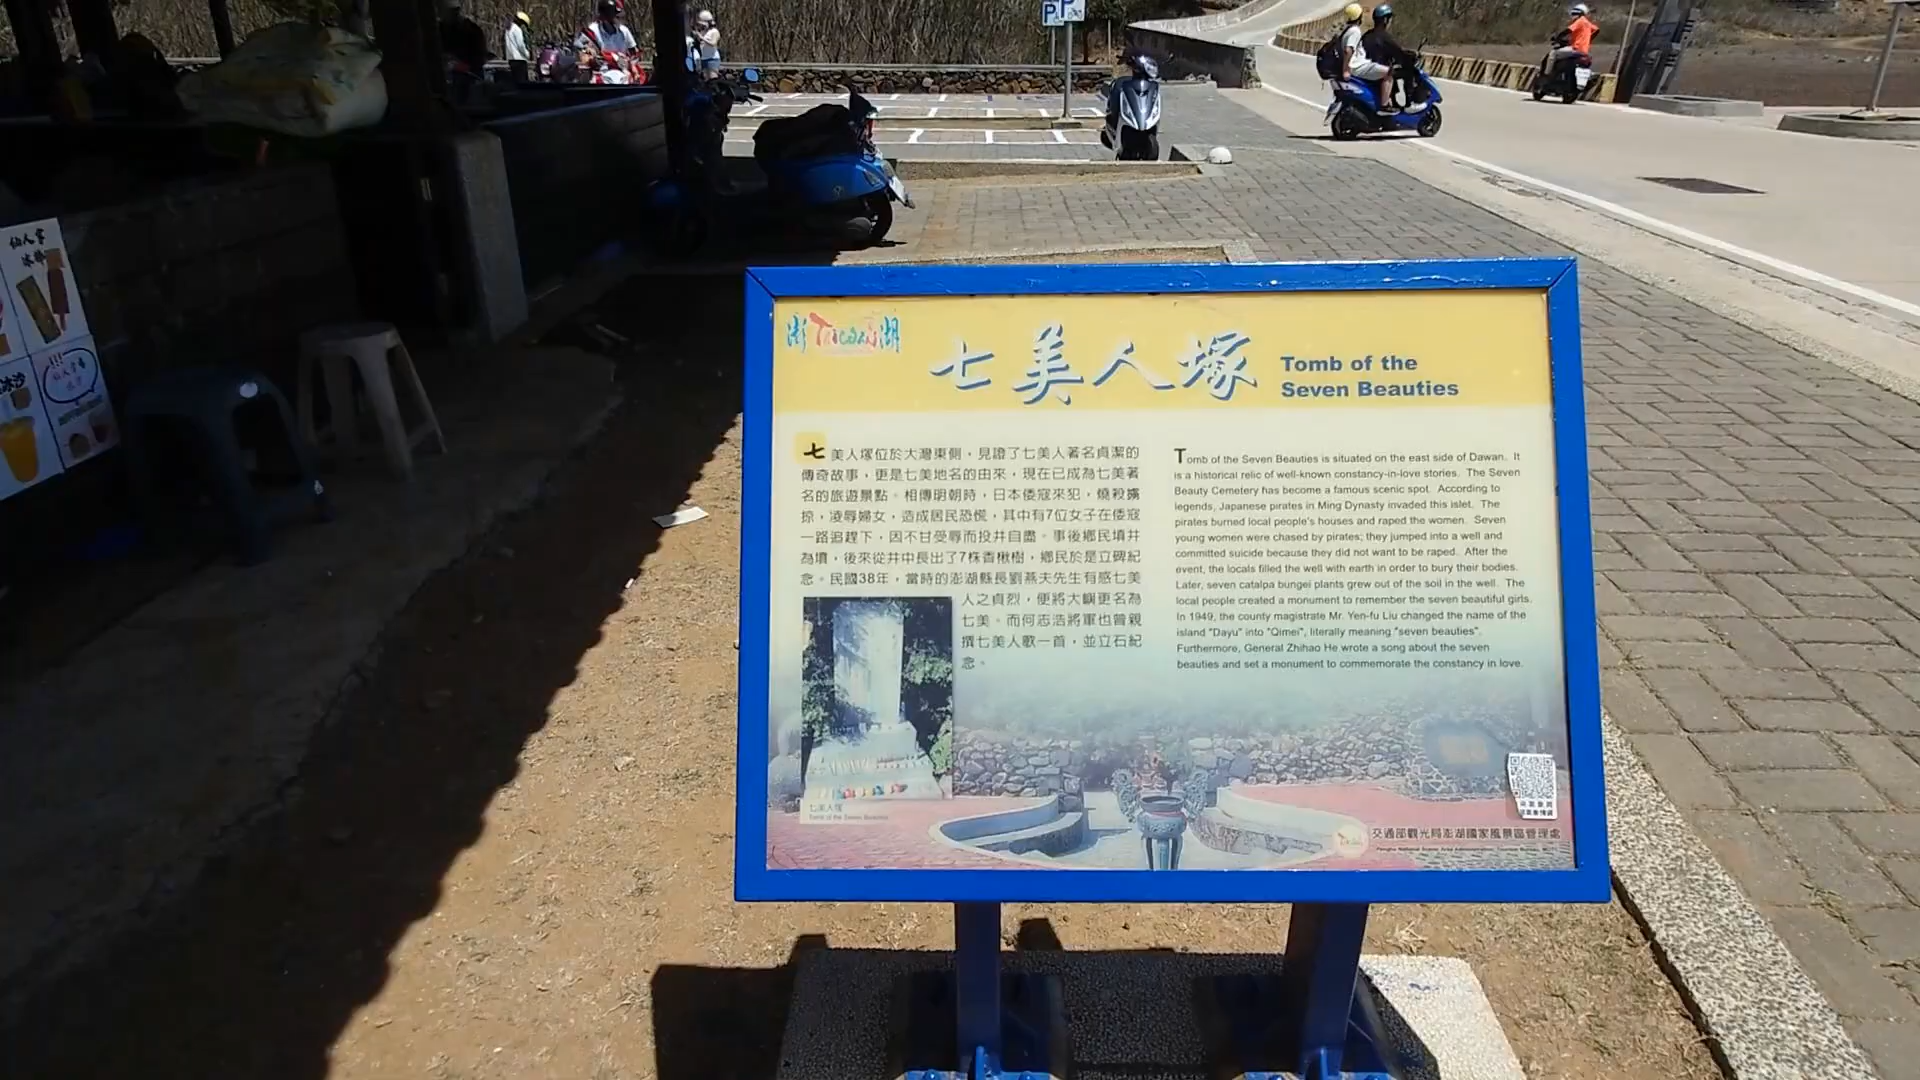 仙人掌
冰棒
冰沙
P P
澎 Taiwan 湖
七美人塚
Tomb of the
Seven Beauties
七美人塚位於大灣東側，見證了七美人著名貞潔的
傳奇故事，更是七美地名的由來，現在已成為七美著
名的旅遊景點。相傳明朝時，日本倭寇來犯，燒殺擄
掠，凌辱婦女，造成居民恐慌，其中有7位女子在倭寇
一路追趕下，因不甘受辱而投井自盡。事後鄉民填井
為墳，後來從井中長出了7株香楸樹，鄉民於是立碑紀
念。民國38年，當時的澎湖縣長劉燕夫先生有感七美
人之貞烈，便將大嶼更名為
七美。而何志浩將軍也曾親
撰七美人歌一首，並立石紀
念。
Tomb of the Seven Beauties is situated on the east side of Dawan. It
is a historical relic of well-known constancy-in-love stories. The Seven
Beauty Cemetery has become a famous scenic spot. According to
legends, Japanese pirates in Ming Dynasty invaded this islet. The
pirates burned local people's houses and raped the women. Seven
young women were chased by pirates; they jumped into a well and
committed suicide because they did not want to be raped. After the
event, the locals filled the well with earth in order to bury their bodies.
Later, seven catalpa bungei plants grew out of the soil in the well. The
local people created a monument to remember the seven beautiful girls.
In 1949, the county magistrate Mr. Yen-fu Liu changed the name of the
island "Dayu" into "Qimei", literally meaning "seven beauties".
Furthermore, General Zhihao He wrote a song about the seven
beauties and set a monument to commemorate the constancy in love.
七美人塚
Tomb of the Seven Beauties
交通部觀光局澎湖國家風景區管理處
Penghu National Scenic Area Administration, Tourism Bureau